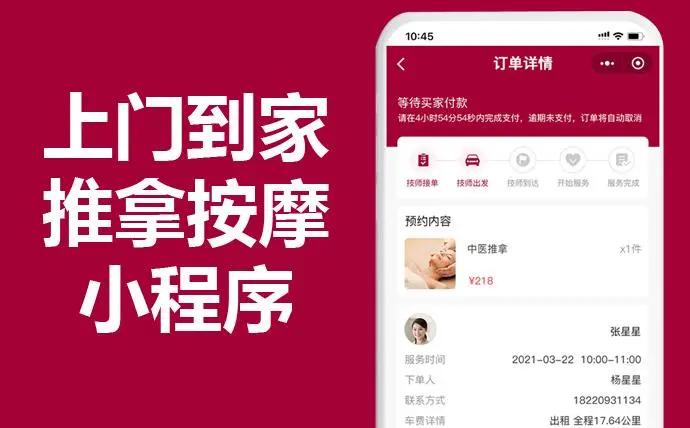 上门到家
推拿按摩
小程序
10:45
订单详情
等待买家付款
请在4小时54分54秒内完成支付，逾期未支付，订单将自动取消
技师接单 技师出发 技师到达 开始服务 服务完成
预约内容
中医推拿 x1件
¥218
张星星
服务时间 2021-03-22 10:00-11:00
下单人 杨星星
联系方式 18220931134
车费详情 出租 全程17.64公里